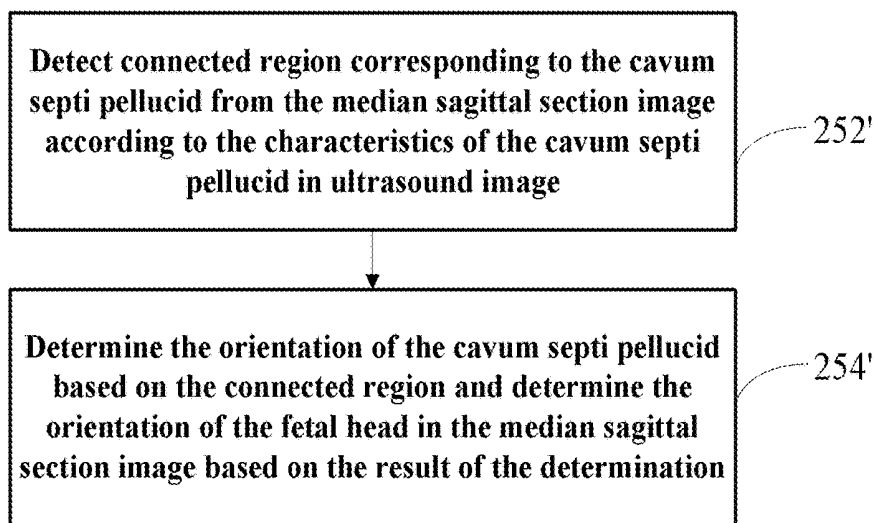 Detect connected region corresponding to the cavum
septi pellucid from the median sagittal section image
according to the characteristics of the cavum septi
pellucid in ultrasound image
252'
Determine the orientation of the cavum septi pellucid
based on the connected region and determine the
orientation of the fetal head in the median sagittal
section image based on the result of the determination
254'